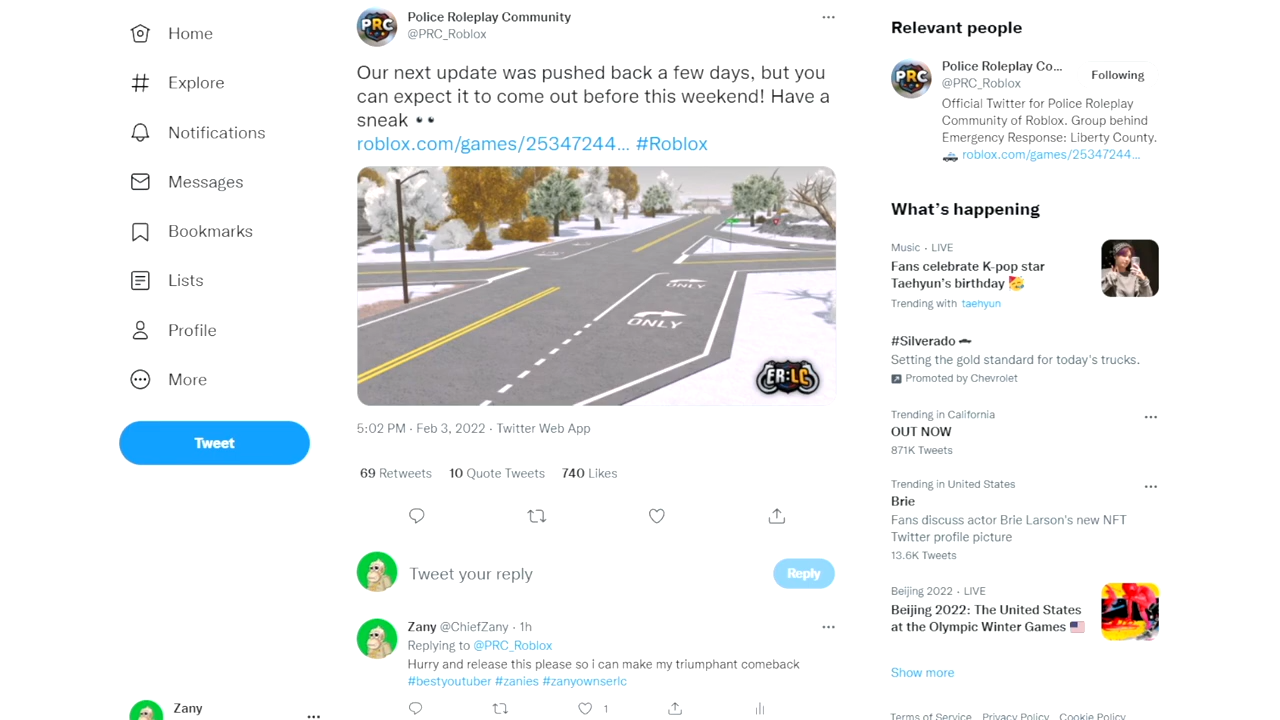 Home
Explore
Notifications
Messages
Bookmarks
Lists
Profile
More
Tweet
Zany
PRC
Police Roleplay Community
@PRC_Roblox
Our next update was pushed back a few days, but you
can expect it to come out before this weekend! Have a
sneak 👀
roblox.com/games/25347244... #Roblox
ONLY
ONLY
ER:LC
5:02 PM · Feb 3, 2022 · Twitter Web App
69 Retweets 10 Quote Tweets 740 Likes
Tweet your reply
Reply
Zany @ChiefZany · 1h
Replying to @PRC_Roblox
Hurry and release this please so i can make my triumphant comeback
#bestyoutuber #zanies #zanyownserlc
1
Relevant people
PRC
Police Roleplay Co...
Following
@PRC_Roblox
Official Twitter for Police Roleplay
Community of Roblox. Group behind
Emergency Response: Liberty County.
🚓 roblox.com/games/25347244...
What's happening
Music · LIVE
Fans celebrate K-pop star
Taehyun's birthday 🥳
Trending with taehyun
#Silverado
Setting the gold standard for today's trucks.
Promoted by Chevrolet
Trending in California
OUT NOW
871K Tweets
Trending in United States
Brie
Fans discuss actor Brie Larson's new NFT
Twitter profile picture
13.6K Tweets
Beijing 2022 · LIVE
Beijing 2022: The United States
at the Olympic Winter Games 🇺🇸
Show more
Terms of Service Privacy Policy Cookie Policy